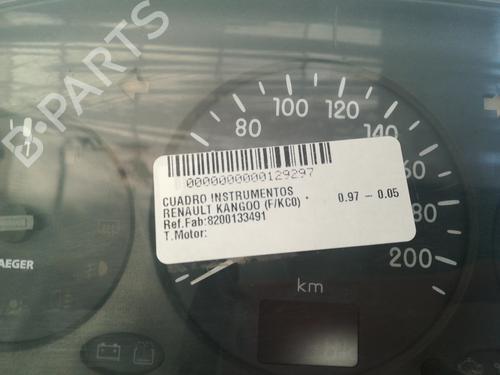 B-PARTS
80
100
120
140
60
80
200
km
AEGER
0000000000129297
CUADRO INSTRUMENTOS
RENAULT KANGOO (F/KC0) * 0.97 - 0.05
Ref.Fab:8200133491
T.Motor: